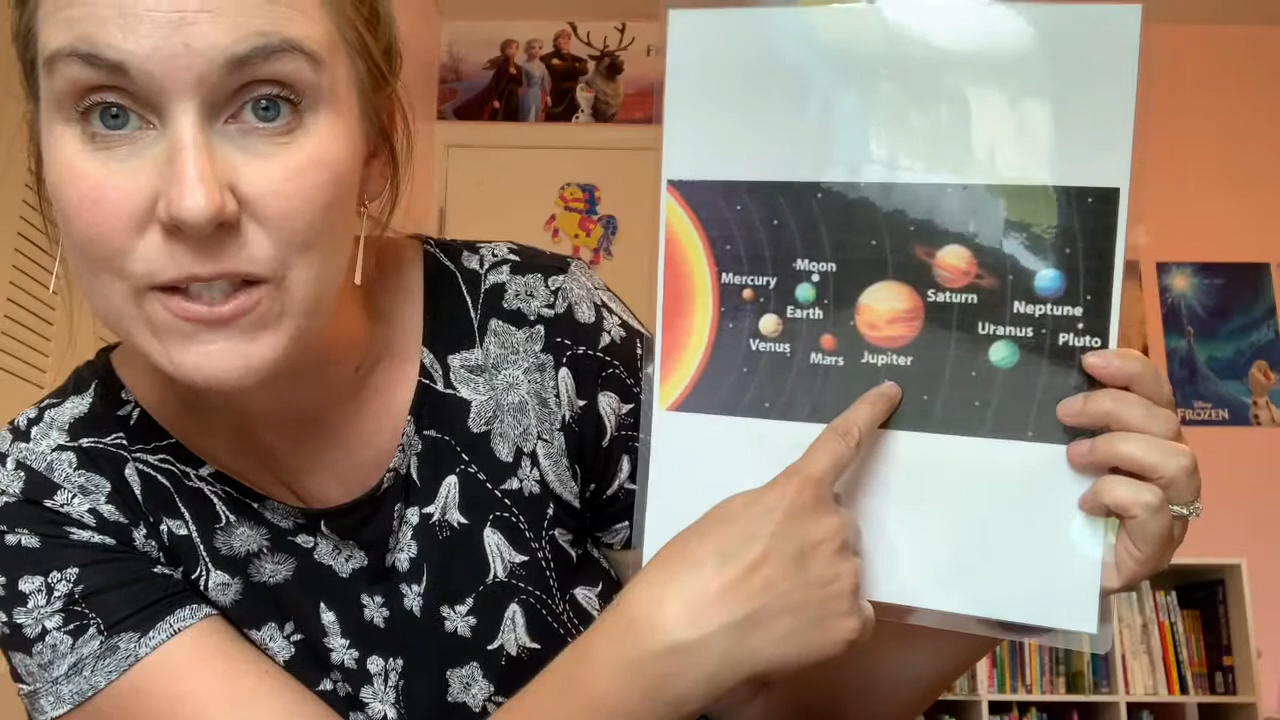 F
Mercury
Moon
Earth
Venus
Mars
Jupiter
Saturn
Neptune
Uranus
Pluto
Disney
FROZEN